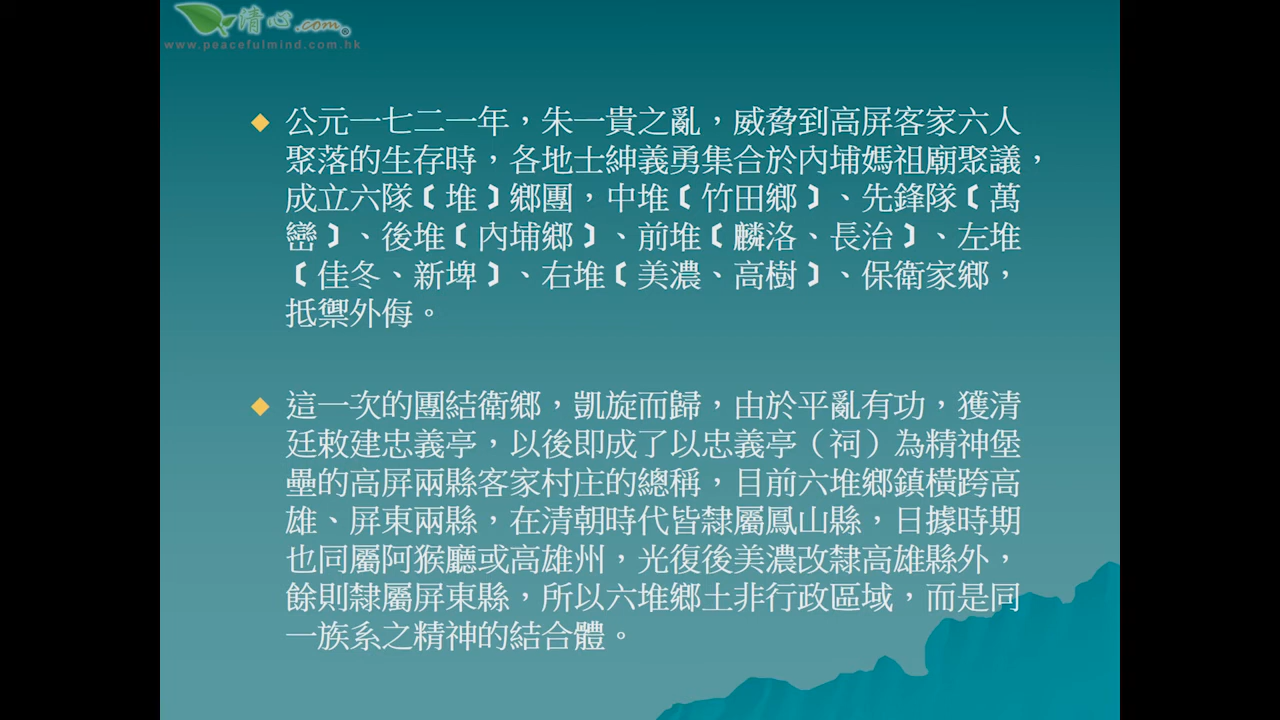 清心.com
www.peacefulmind.com.hk
公元一七二一年，朱一貴之亂，威脅到高屏客家六人
聚落的生存時，各地士紳義勇集合於內埔媽祖廟聚議，
成立六隊〔堆〕鄉團，中堆〔竹田鄉〕、先鋒隊〔萬
巒〕、後堆〔內埔鄉〕、前堆〔麟洛、長治〕、左堆
〔佳冬、新埤〕、右堆〔美濃、高樹〕、保衛家鄉，
抵禦外侮。
這一次的團結衛鄉，凱旋而歸，由於平亂有功，獲清
廷敕建忠義亭，以後即成了以忠義亭（祠）為精神堡
壘的高屏兩縣客家村庄的總稱，目前六堆鄉鎮橫跨高
雄、屏東兩縣，在清朝時代皆隸屬鳳山縣，日據時期
也同屬阿猴廳或高雄州，光復後美濃改隸高雄縣外，
餘則隸屬屏東縣，所以六堆鄉土非行政區域，而是同
一族系之精神的結合體。